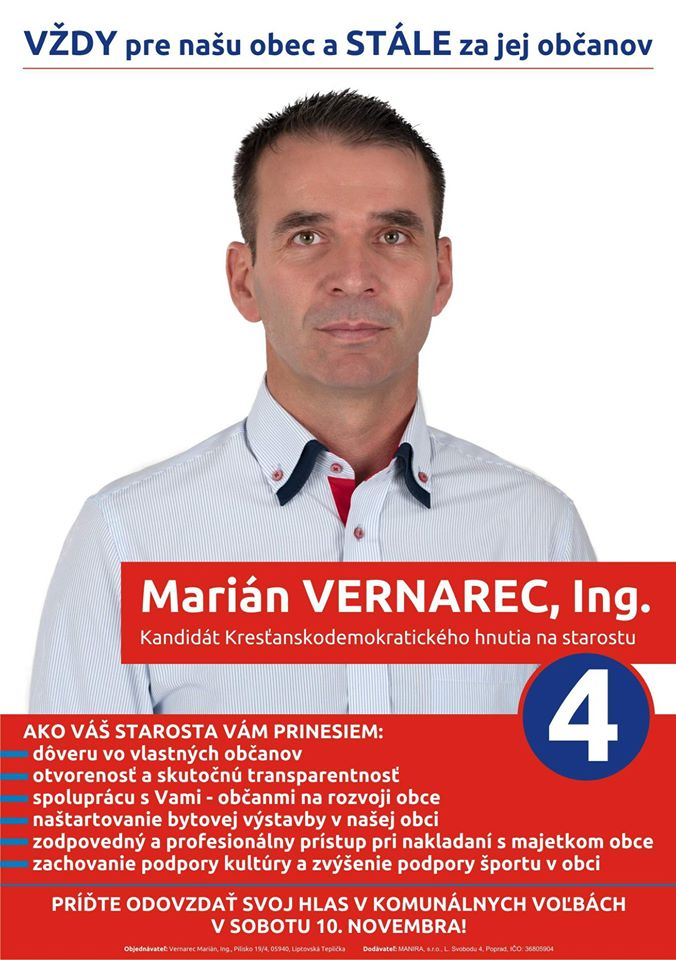 VŽDY pre našu obec a STÁLE za jej občanov
Marián VERNAREC, Ing.
Kandidát Kresťanskodemokratického hnutia na starostu
4
AKO VÁŠ STAROSTA VÁM PRINESIEM:
dôveru vo vlastných občanov
otvorenosť a skutočnú transparentnosť
spoluprácu s Vami - občanmi na rozvoji obce
naštartovanie bytovej výstavby v našej obci
zodpovedný a profesionálny prístup pri nakladaní s majetkom obce
zachovanie podpory kultúry a zvýšenie podpory športu v obci
PRÍĎTE ODOVZDAŤ SVOJ HLAS V KOMUNÁLNYCH VOĽBÁCH
V SOBOTU 10. NOVEMBRA!
Objednávateľ: Vernarec Marián, Ing., Pílisko 19/4, 05940, Liptovská Teplička Dodávateľ: MANIRA, s.r.o., L. Svobodu 4, Poprad, IČO: 36805904